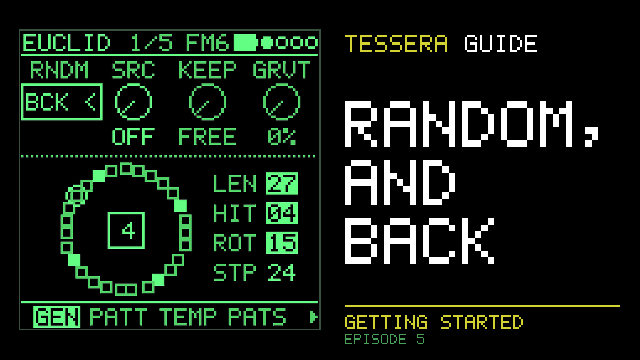 EUCLID 1/5 FM6
RNDM SRC KEEP GRVT
BCK <
OFF FREE 0%
LEN 27
HIT 04
ROT 15
STP 24
4
GEN PATT TEMP PATS
TESSERA GUIDE
RANDOM,
AND
BACK
GETTING STARTED
EPISODE 5